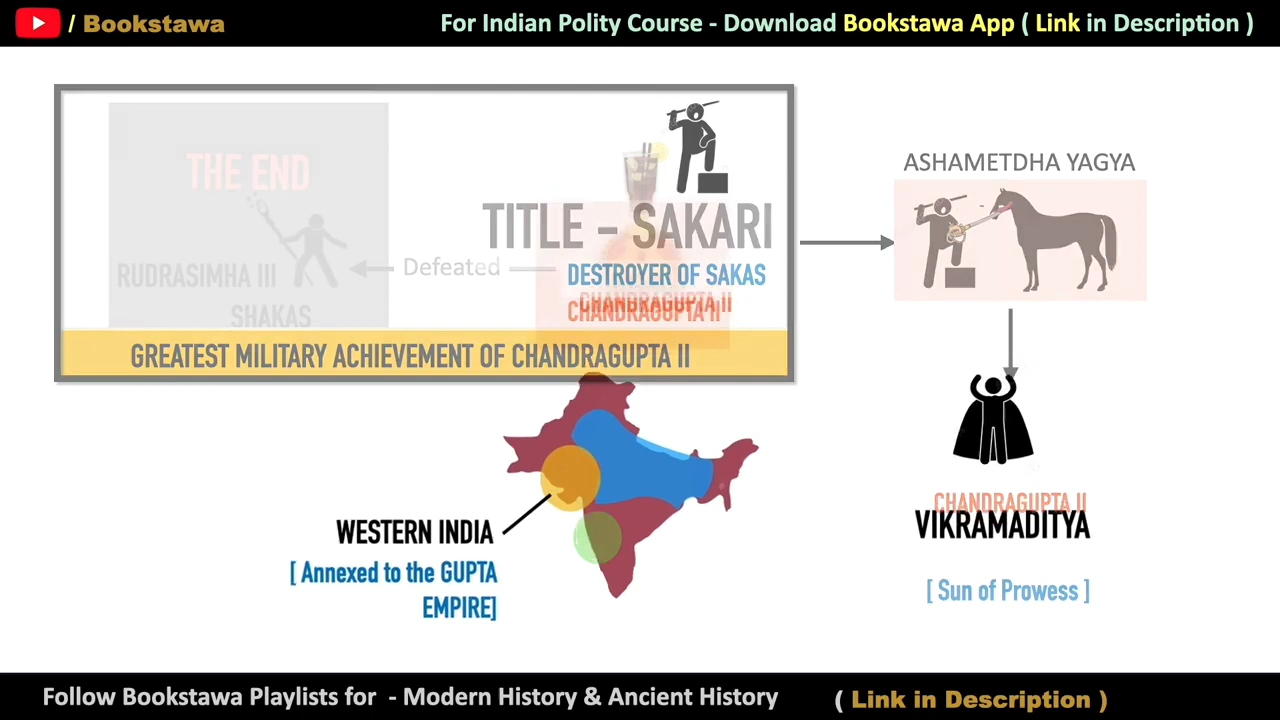 / Bookstawa
For Indian Polity Course - Download Bookstawa App ( Link in Description )
THE END
RUDRASIMHA III
SHAKAS
Defeated
TITLE - SAKARI
DESTROYER OF SAKAS
CHANDRAGUPTA II
CHANDRAGUPTA II
GREATEST MILITARY ACHIEVEMENT OF CHANDRAGUPTA II
ASHAMETDHA YAGYA
WESTERN INDIA
[ Annexed to the GUPTA
EMPIRE]
CHANDRAGUPTA II
VIKRAMADITYA
[ Sun of Prowess ]
Follow Bookstawa Playlists for - Modern History & Ancient History
( Link in Description )